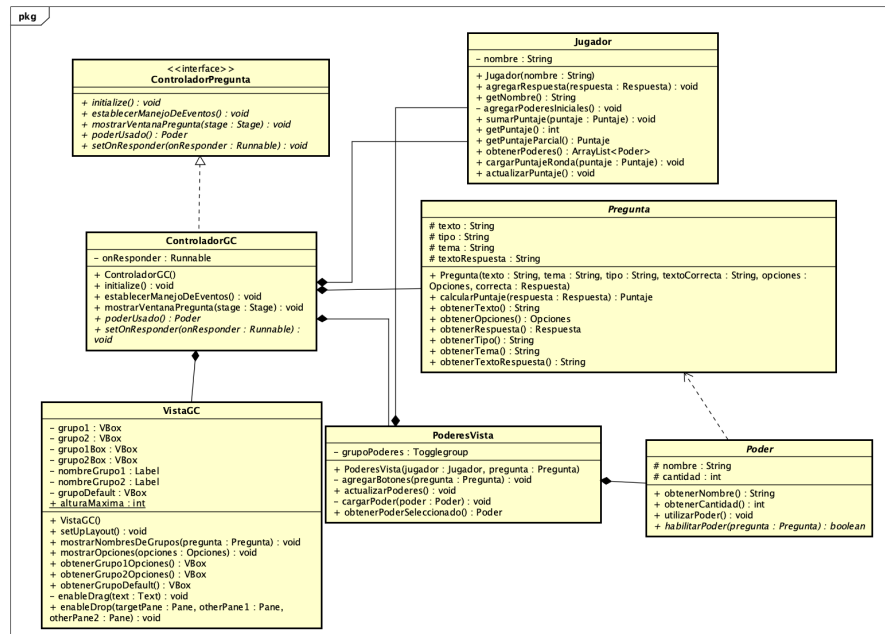 pkg
<<interface>>
ControladorPregunta
+ initialize() : void
+ establecerManejoDeEventos() : void
+ mostrarVentanaPregunta(stage : Stage) : void
+ poderUsado() : Poder
+ setOnResponder(onResponder : Runnable) : void
Jugador
- nombre : String
+ Jugador(nombre : String)
+ agregarRespuesta(respuesta : Respuesta) : void
+ getNombre() : String
- agregarPoderesIniciales() : void
+ sumarPuntaje(puntaje : Puntaje) : void
+ getPuntaje() : int
+ getPuntajeParcial() : Puntaje
+ obtenerPoderes() : ArrayList<Poder>
+ cargarPuntajeRonda(puntaje : Puntaje) : void
+ actualizarPuntaje() : void
ControladorGC
- onResponder : Runnable
+ ControladorGC()
+ initialize() : void
+ establecerManejoDeEventos() : void
+ mostrarVentanaPregunta(stage : Stage) : void
+ poderUsado() : Poder
+ setOnResponder(onResponder : Runnable) :
void
Pregunta
# texto : String
# tipo : String
# tema : String
# textoRespuesta : String
+ Pregunta(texto : String, tema : String, tipo : String, textoCorrecta : String, opciones :
Opciones, correcta : Respuesta)
+ calcularPuntaje(respuesta : Respuesta) : Puntaje
+ obtenerTexto() : String
+ obtenerOpciones() : Opciones
+ obtenerRespuesta() : Respuesta
+ obtenerTipo() : String
+ obtenerTema() : String
+ obtenerTextoRespuesta() : String
VistaGC
- grupo1 : VBox
- grupo2 : VBox
- grupo1Box : VBox
- grupo2Box : VBox
- nombreGrupo1 : Label
- nombreGrupo2 : Label
- grupoDefault : VBox
+ alturaMaxima : int
+ VistaGC()
+ setUpLayout() : void
+ mostrarNombresDeGrupos(pregunta : Pregunta) : void
+ mostrarOpciones(opciones : Opciones) : void
+ obtenerGrupo1Opciones() : VBox
+ obtenerGrupo2Opciones() : VBox
+ obtenerGrupoDefault() : VBox
- enableDrag(text : Text) : void
+ enableDrop(targetPane : Pane, otherPane1 : Pane,
otherPane2 : Pane) : void
PoderesVista
- grupoPoderes : Togglegroup
+ PoderesVista(jugador : Jugador, pregunta : Pregunta)
- agregarBotones(pregunta : Pregunta) : void
+ actualizarPoderes() : void
- cargarPoder(poder : Poder) : void
+ obtenerPoderSeleccionado() : Poder
Poder
# nombre : String
# cantidad : int
+ obtenerNombre() : String
+ obtenerCantidad() : int
+ utilizarPoder() : void
+ habilitarPoder(pregunta : Pregunta) : boolean